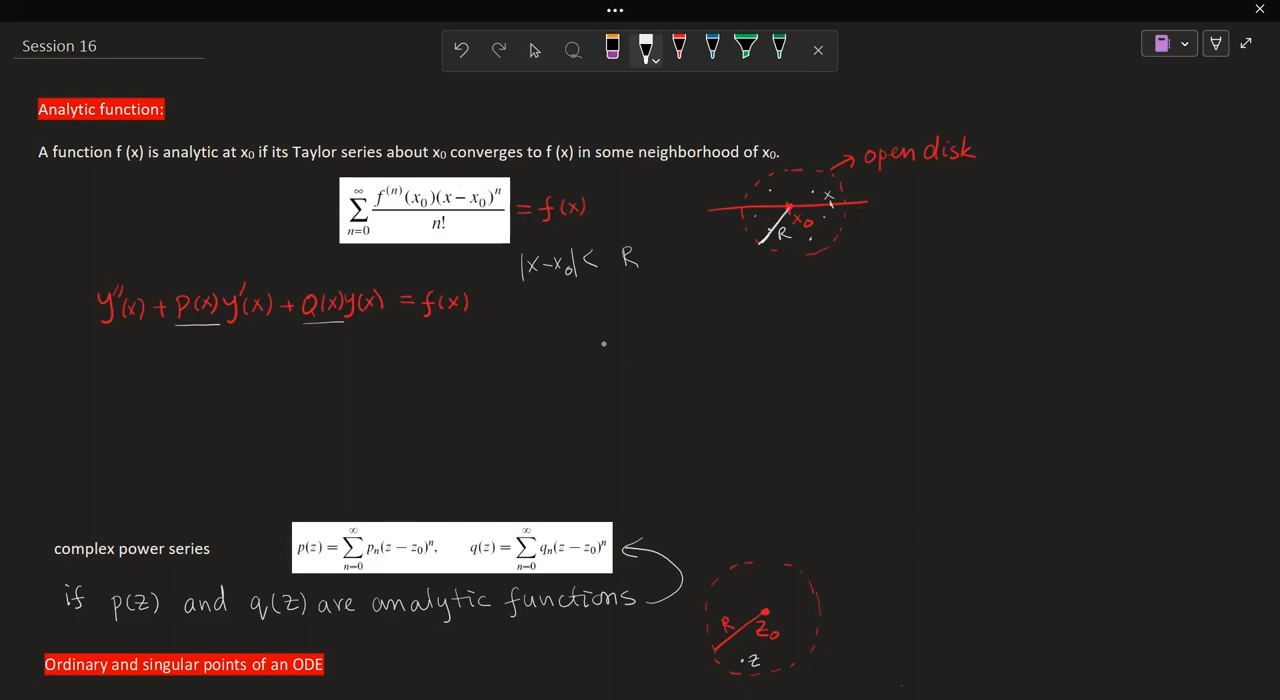 Session 16
Analytic function:
A function f (x) is analytic at x₀ if its Taylor series about x₀ converges to f (x) in some neighborhood of x₀.
open disk
x
x₀
R
∑_{n=0}^{∞} f^{(n)}(x₀)(x − x₀)^n / n! = f(x)
|x-x₀| < R
y''(x) + P(x) y'(x) + Q(x) y(x) = f(x)
complex power series
p(z) = ∑_{n=0}^{∞} pₙ(z − z₀)^n, q(z) = ∑_{n=0}^{∞} qₙ(z − z₀)^n
if p(z) and q(z) are analytic functions
R
z₀
z
Ordinary and singular points of an ODE